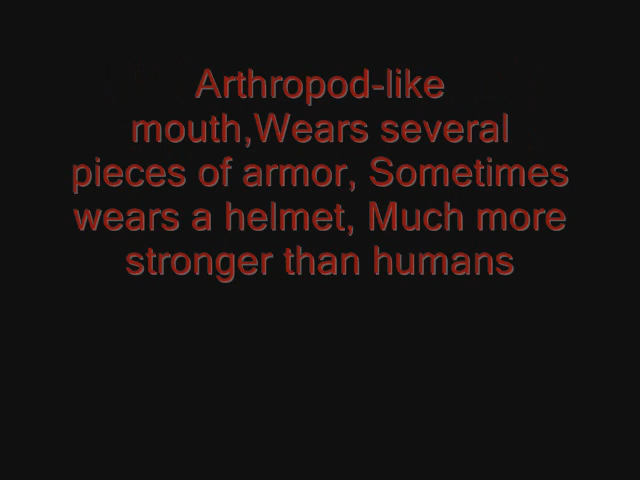 Arthropod-like
mouth,Wears several
pieces of armor, Sometimes
wears a helmet, Much more
stronger than humans